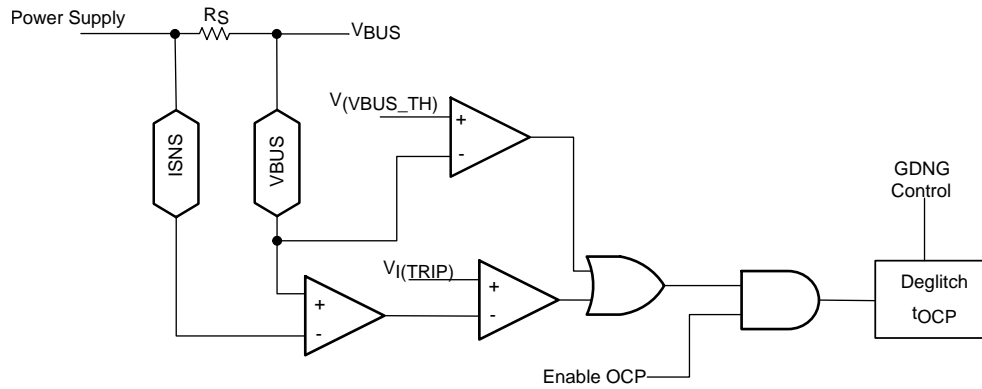 Power Supply
RS
VBUS
V(VBUS_TH)
+
-
ISNS
VBUS
GDNG
Control
VI(TRIP)
+
-
+
-
Deglitch
tOCP
Enable OCP